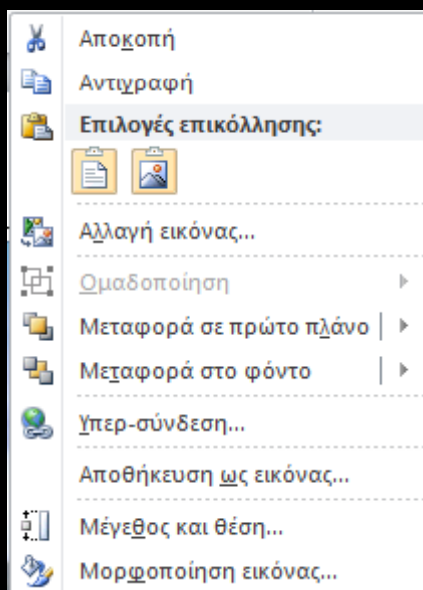 Αποκοπή
Αντιγραφή
Επιλογές επικόλλησης:
Αλλαγή εικόνας...
Ομαδοποίηση
Μεταφορά σε πρώτο πλάνο
Μεταφορά στο φόντο
Υπερ-σύνδεση...
Αποθήκευση ως εικόνας...
Μέγεθος και θέση...
Μορφοποίηση εικόνας...